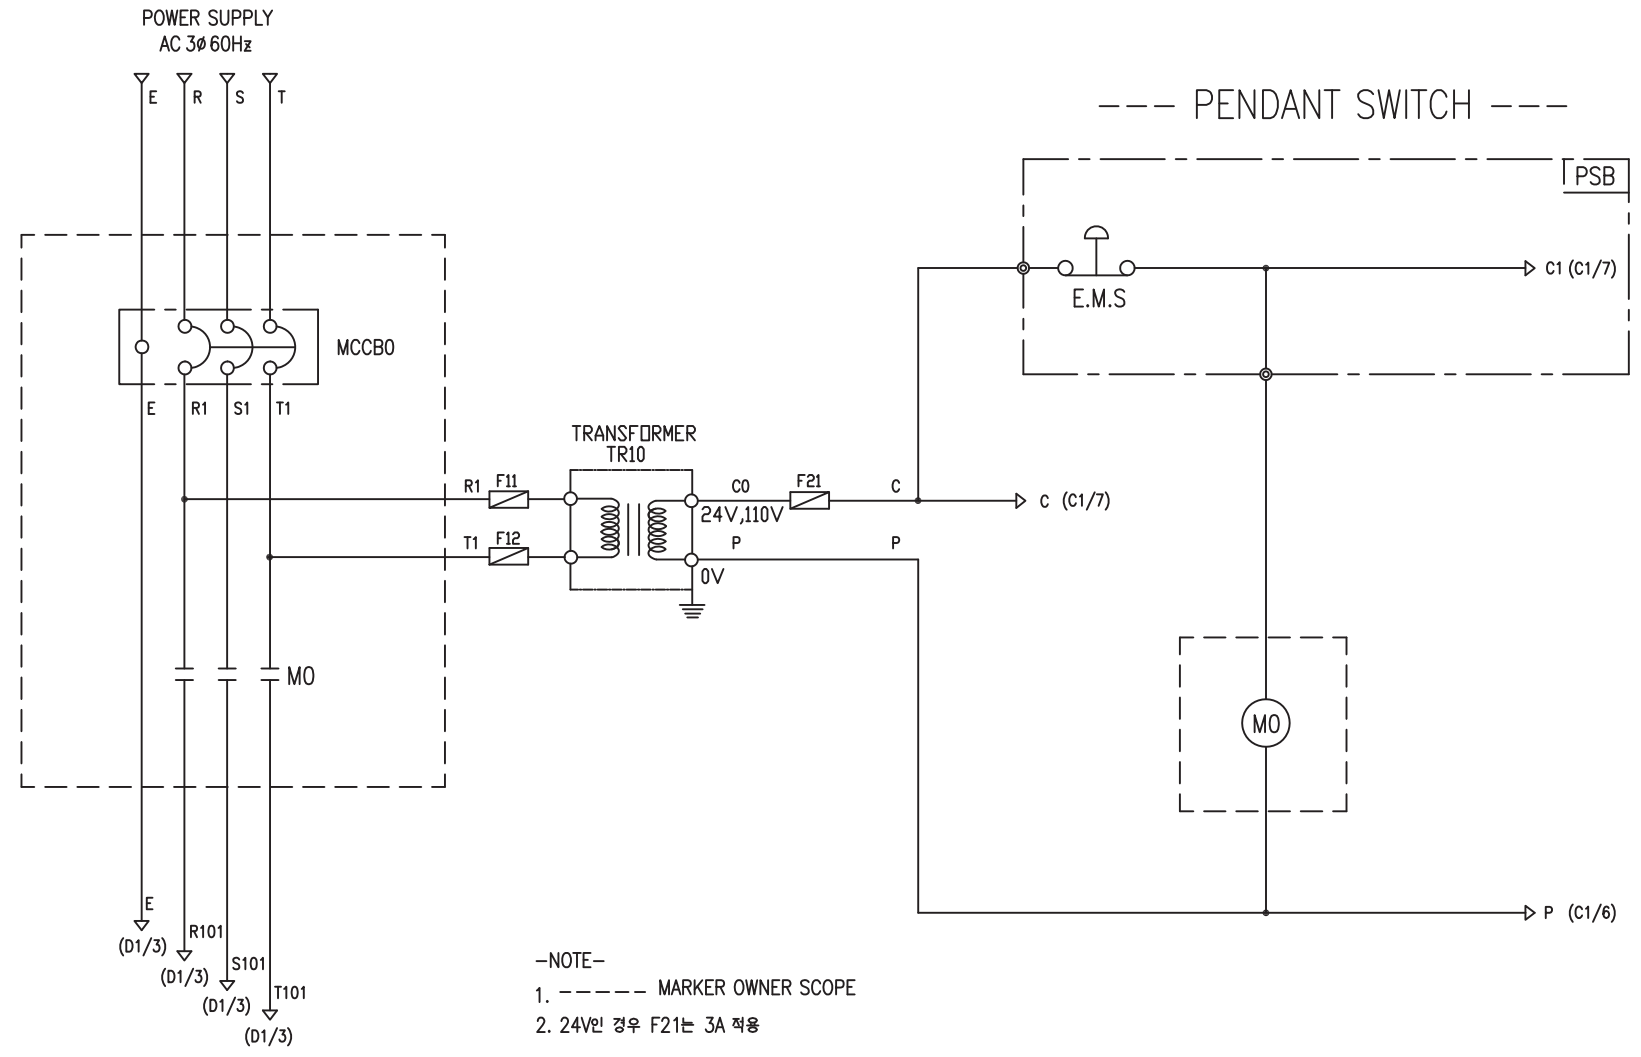 POWER SUPPLY
AC 3Ø 60Hz
E R S T
--- PENDANT SWITCH ---
PSB
E.M.S
C1 (C1/7)
MCCB0
E R1 S1 T1
TRANSFORMER
TR10
R1 F11
C0 F21 C
C (C1/7)
24V,110V
T1 F12
P P
0V
M0
M0
E
(D1/3)
R101
(D1/3)
S101
(D1/3)
T101
(D1/3)
P (C1/6)
-NOTE-
1. ------ MARKER OWNER SCOPE
2. 24V인 경우 F21는 3A 적용